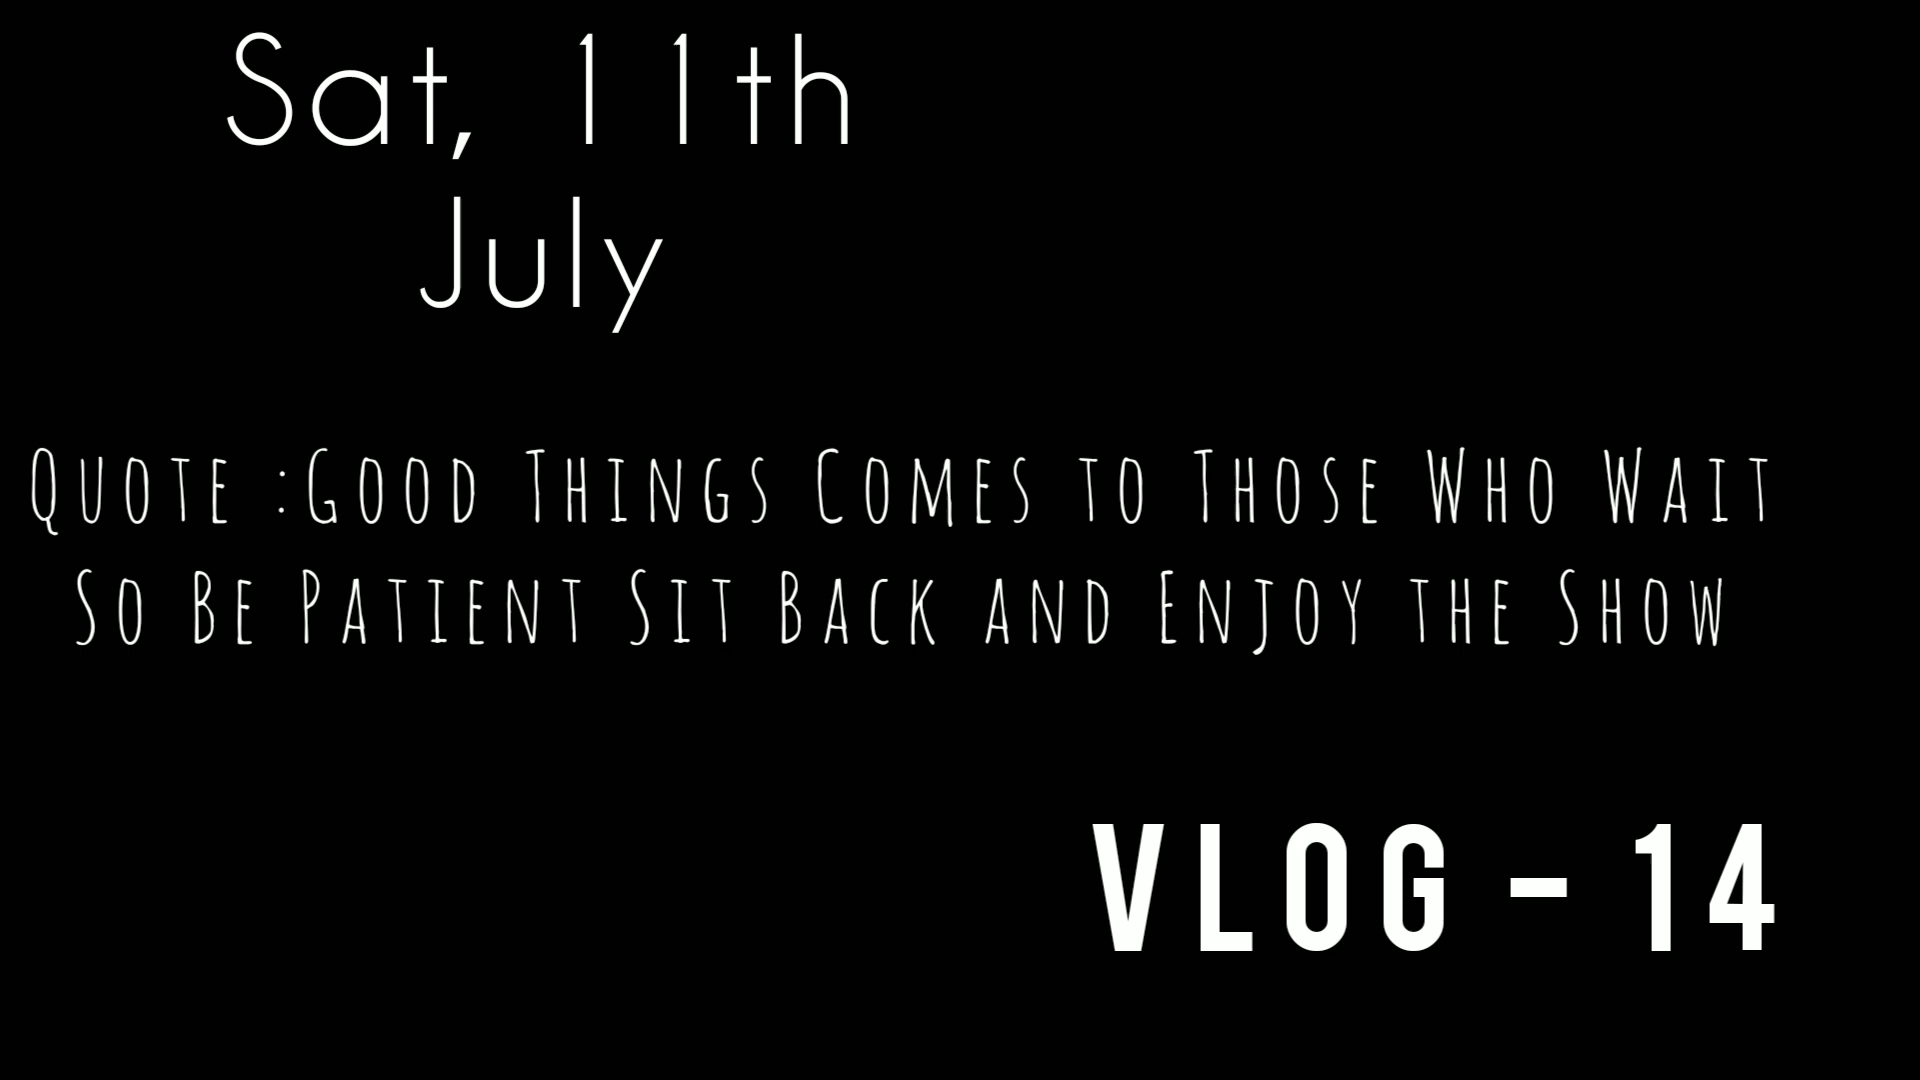 Sat, 11th
July
Quote :Good Things Comes to Those Who Wait
So Be Patient Sit Back and Enjoy the Show
VLOG - 14